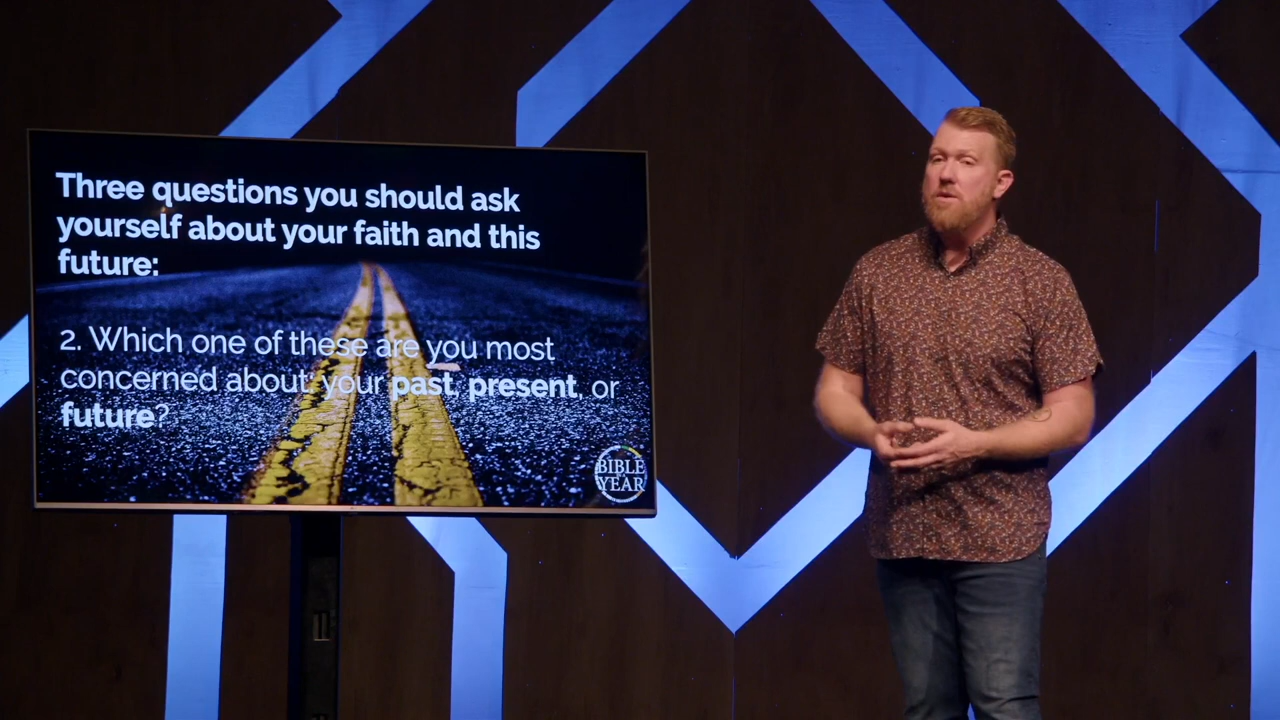 Three questions you should ask
yourself about your faith and this
future:
2. Which one of these are you most
concerned about: your past, present, or
future?
BIBLE
YEAR